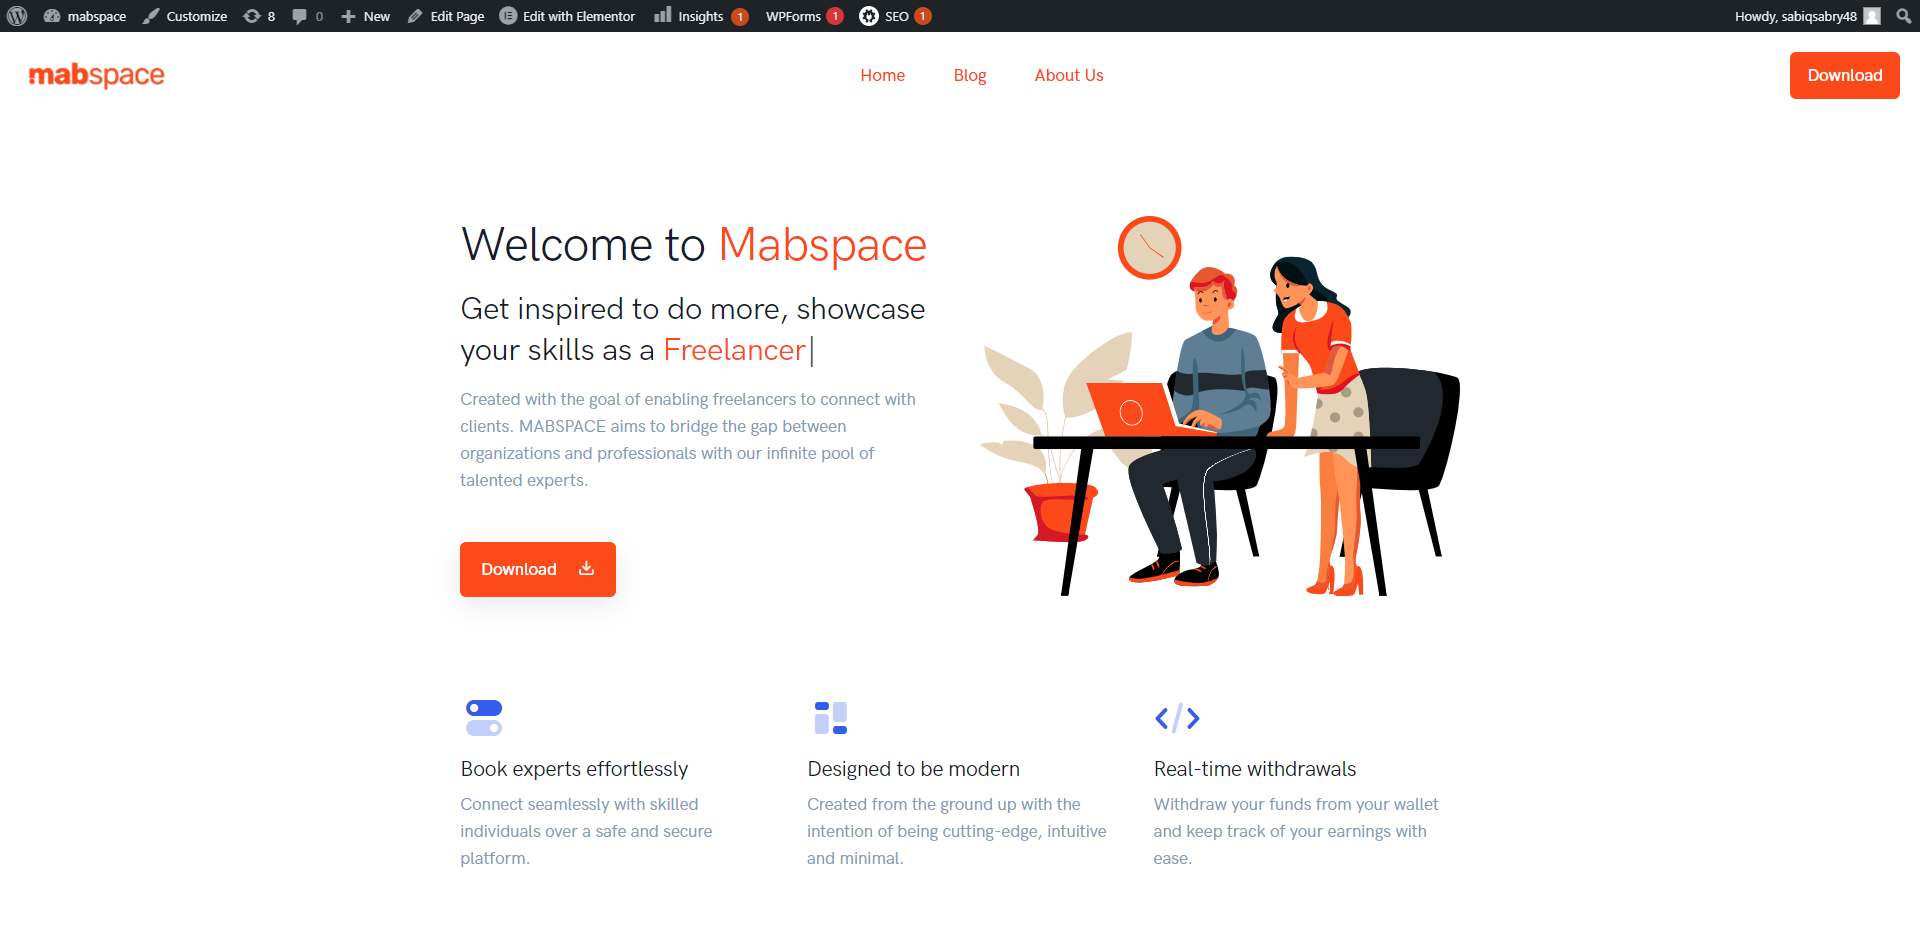 mabspace Customize 8 0 New Edit Page Edit with Elementor Insights 1 WPForms 1 SEO 1 Howdy, sabiqsabry48
mabspace Home Blog About Us Download
Welcome to Mabspace
Get inspired to do more, showcase
your skills as a Freelancer|
Created with the goal of enabling freelancers to connect with
clients. MABSPACE aims to bridge the gap between
organizations and professionals with our infinite pool of
talented experts.
Download
Book experts effortlessly
Connect seamlessly with skilled
individuals over a safe and secure
platform.
Designed to be modern
Created from the ground up with the
intention of being cutting-edge, intuitive
and minimal.
Real-time withdrawals
Withdraw your funds from your wallet
and keep track of your earnings with
ease.